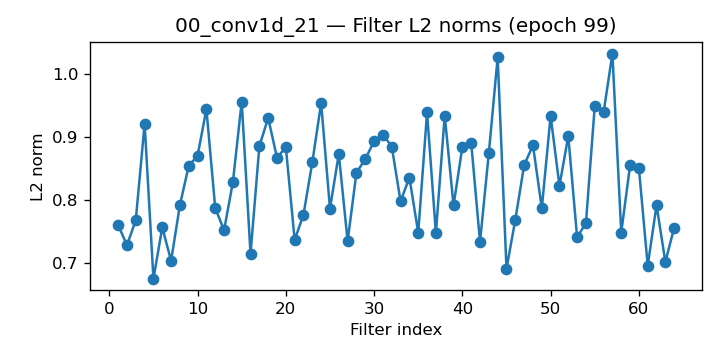 00_conv1d_21 — Filter L2 norms (epoch 99)
1.0
0.9
0.8
0.7
L2 norm
0 10 20 30 40 50 60
Filter index